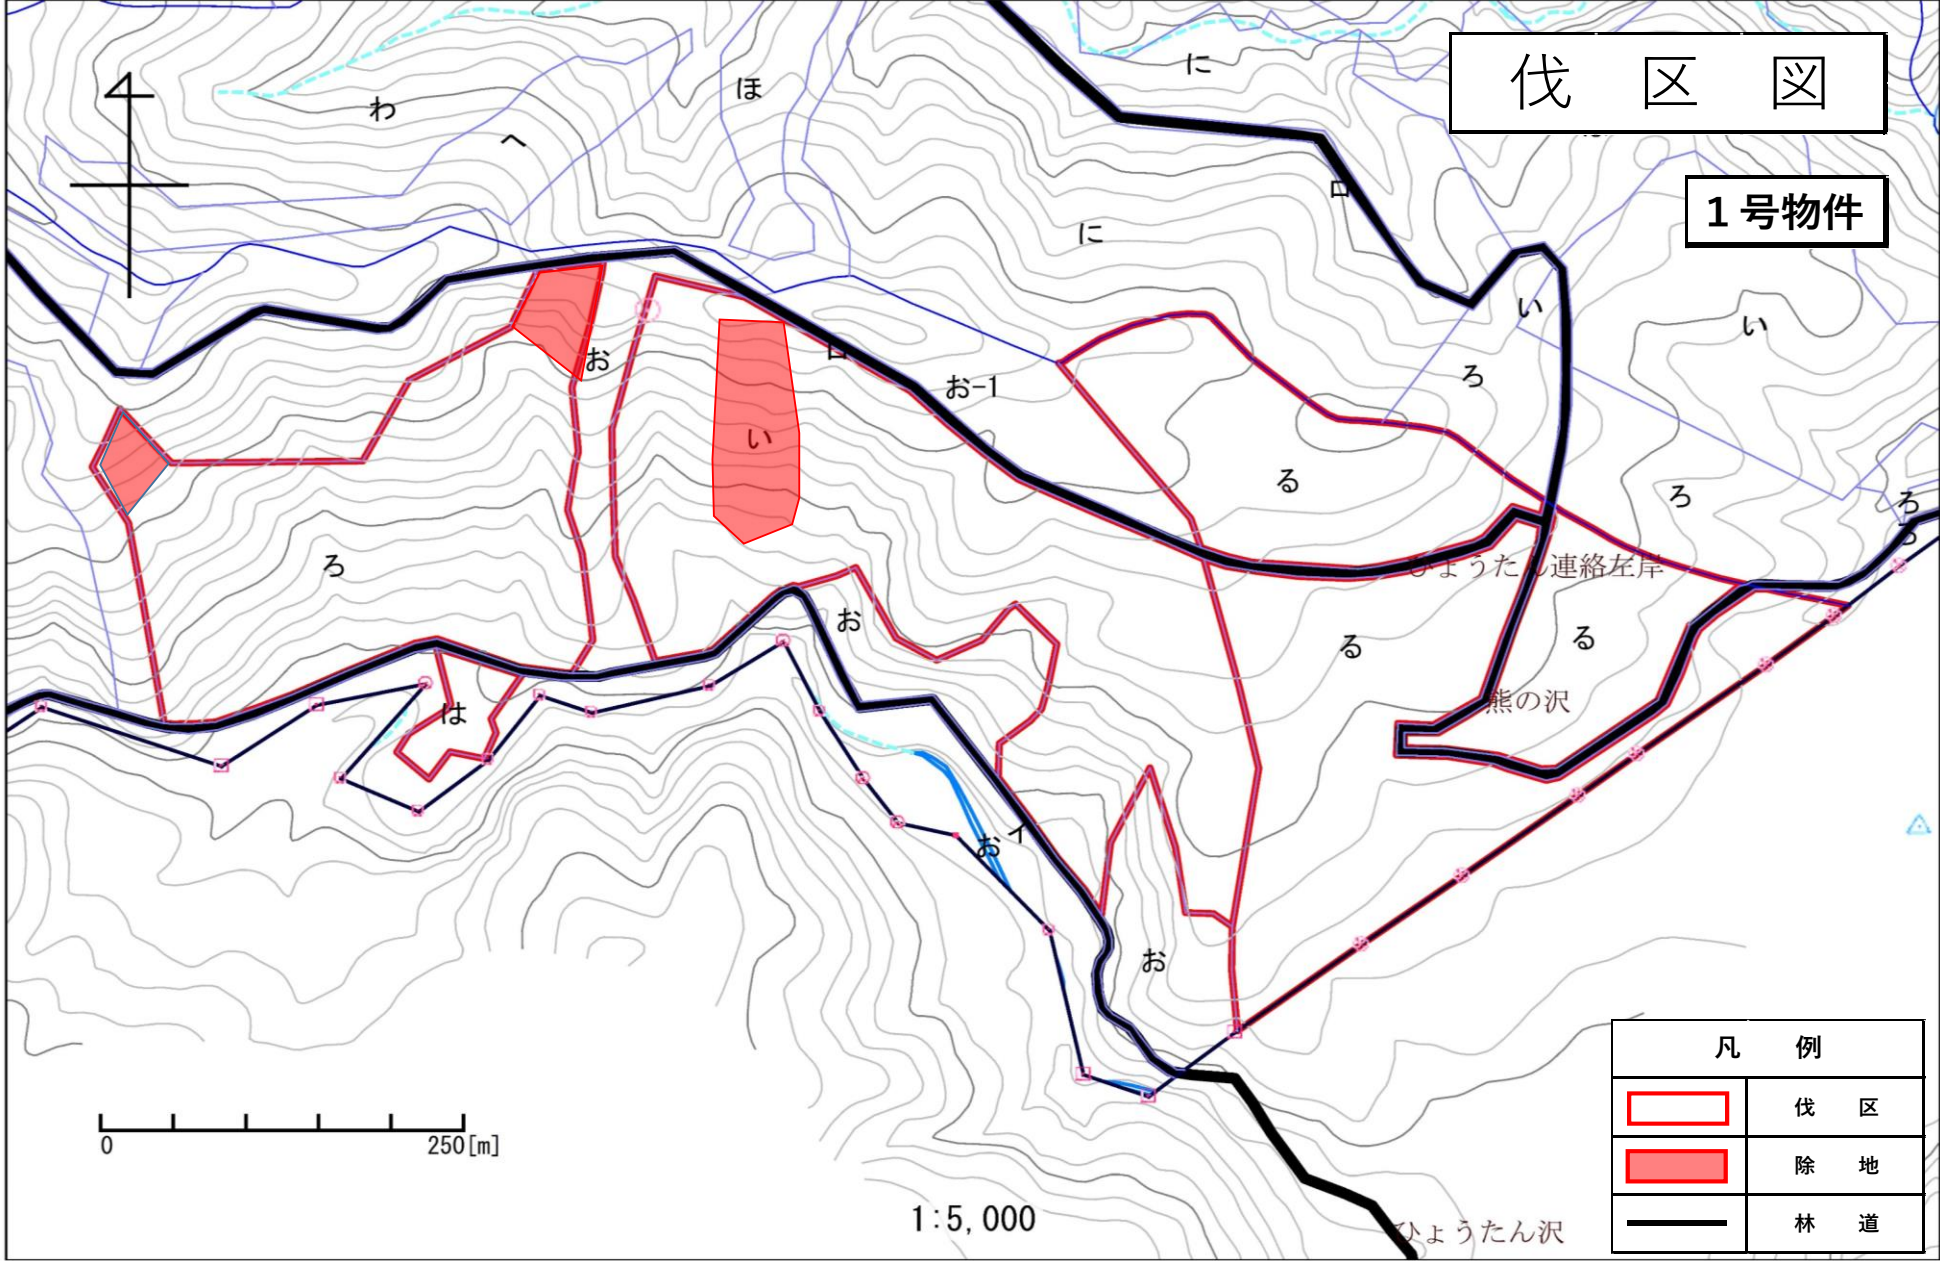 伐 区 図
1号物件
に
ほ
わ
へ
ロ
に
い
い
お
ロ
お-1
ろ
い
る
ろ
ろ
ろ
ひょうたん連絡左岸
お
る
る
熊の沢
は
イ
お
お
0 250[m]
1:5,000
ひょうたん沢
凡 例
伐 区
除 地
林 道